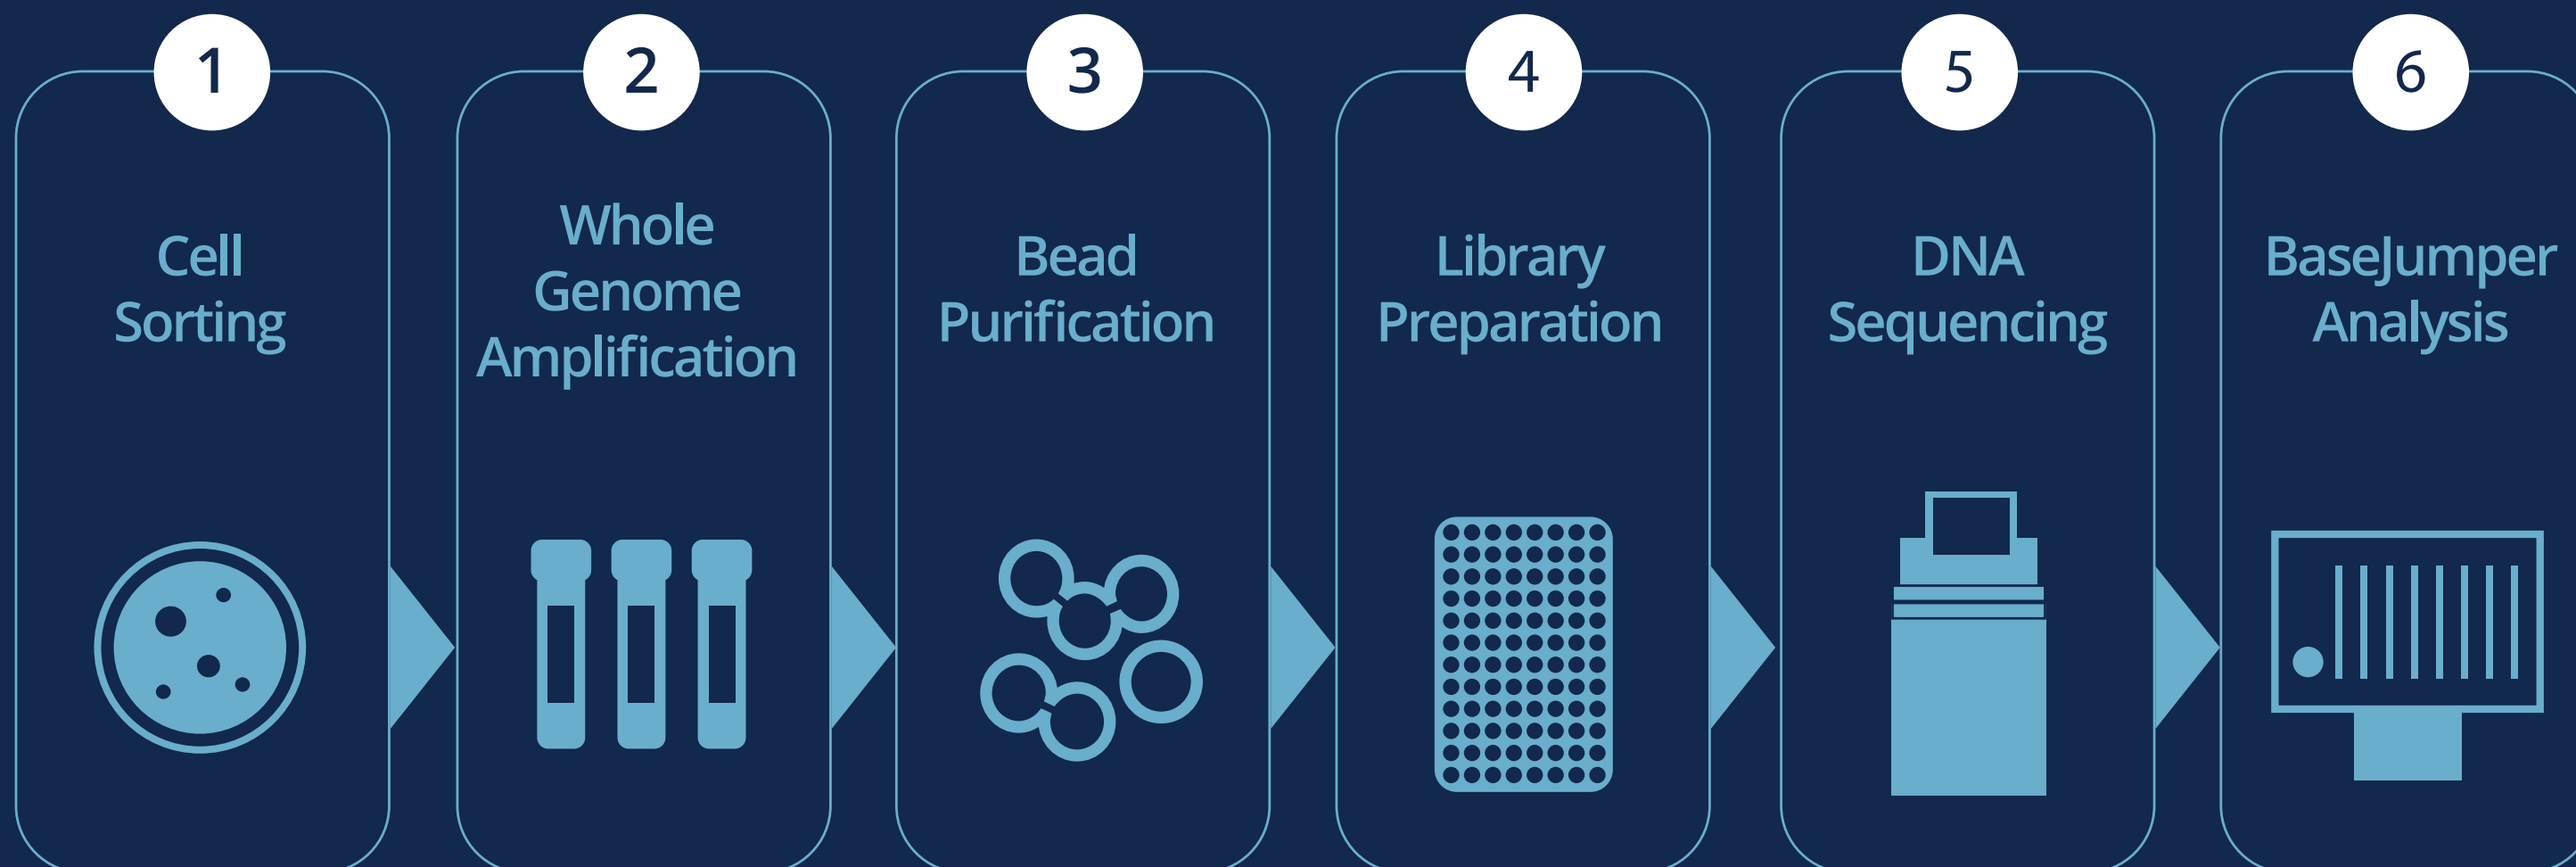 1
Cell
Sorting
2
Whole
Genome
Amplification
3
Bead
Purification
4
Library
Preparation
5
DNA
Sequencing
6
BaseJumper
Analysis